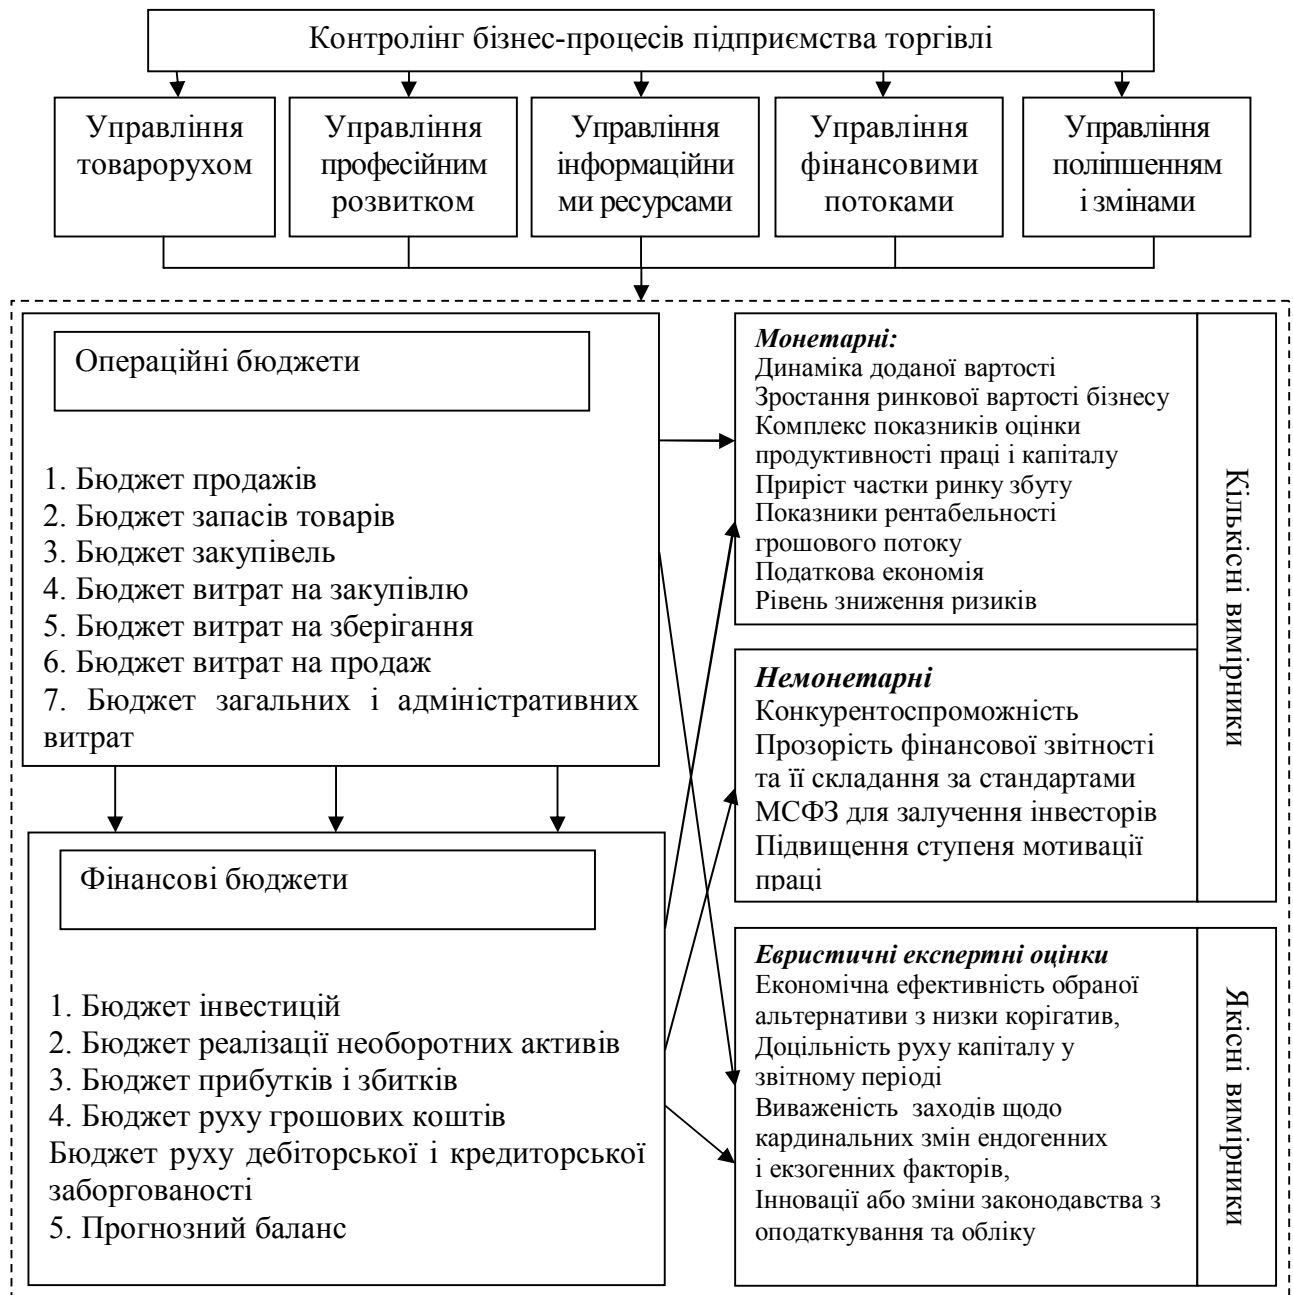 Контролінг бізнес-процесів підприємства торгівлі
Управління
товарорухом
Управління
професійним
розвитком
Управління
інформаційни
ми ресурсами
Управління
фінансовими
потоками
Управління
поліпшенням
і змінами
Операційні бюджети
1. Бюджет продажів
2. Бюджет запасів товарів
3. Бюджет закупівель
4. Бюджет витрат на закупівлю
5. Бюджет витрат на зберігання
6. Бюджет витрат на продаж
7. Бюджет загальних і адміністративних
витрат
Фінансові бюджети
1. Бюджет інвестицій
2. Бюджет реалізації необоротних активів
3. Бюджет прибутків і збитків
4. Бюджет руху грошових коштів
Бюджет руху дебіторської і кредиторської
заборгованості
5. Прогнозний баланс
Монетарні:
Динаміка доданої вартості
Зростання ринкової вартості бізнесу
Комплекс показників оцінки
продуктивності праці і капіталу
Приріст частки ринку збуту
Показники рентабельності
грошового потоку
Податкова економія
Рівень зниження ризиків
Немонетарні
Конкурентоспроможність
Прозорість фінансової звітності
та її складання за стандартами
МСФЗ для залучення інвесторів
Підвищення ступеня мотивації
праці
Кількісні вимірники
Евристичні експертні оцінки
Економічна ефективність обраної
альтернативи з низки корігатив,
Доцільність руху капіталу у
звітному періоді
Виваженість заходів щодо
кардинальних змін ендогенних
і екзогенних факторів,
Інновації або зміни законодавства з
оподаткування та обліку
Якісні вимірники